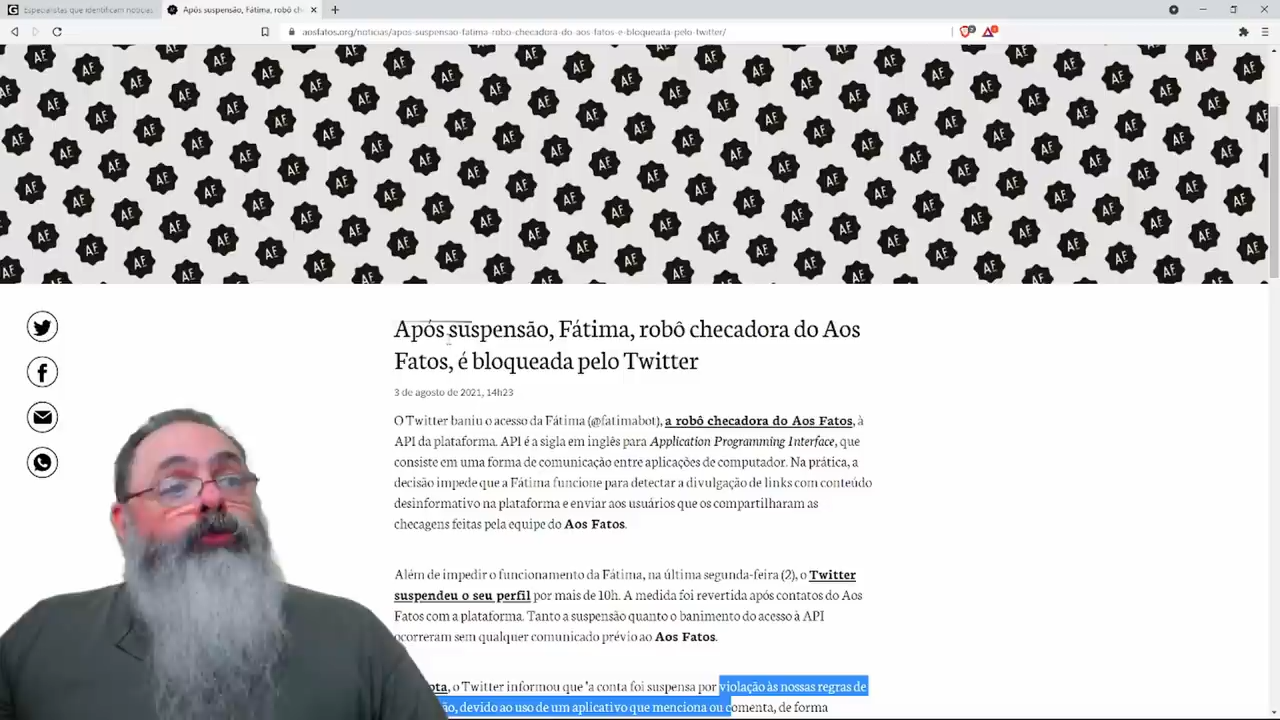 Especialistas que identificam notícias
Após suspensão, Fátima, robô ch
aosfatos.org/noticias/apos-suspensao-fatima-robo-checadora-do-aos-fatos-e-bloqueada-pelo-twitter/
Após suspensão, Fátima, robô checadora do Aos
Fatos, é bloqueada pelo Twitter
3 de agosto de 2021, 14h23
O Twitter baniu o acesso da Fátima (@fatimabot), a robô checadora do Aos Fatos, à
API da plataforma. API é a sigla em inglês para Application Programming Interface, que
consiste em uma forma de comunicação entre aplicações de computador. Na prática, a
decisão impede que a Fátima funcione para detectar a divulgação de links com conteúdo
desinformativo na plataforma e enviar aos usuários que os compartilharam as
checagens feitas pela equipe do Aos Fatos.
Além de impedir o funcionamento da Fátima, na última segunda-feira (2), o Twitter
suspendeu o seu perfil por mais de 10h. A medida foi revertida após contatos do Aos
Fatos com a plataforma. Tanto a suspensão quanto o banimento do acesso à API
ocorreram sem qualquer comunicado prévio ao Aos Fatos.
ota, o Twitter informou que "a conta foi suspensa por violação às nossas regras de
ão, devido ao uso de um aplicativo que menciona ou comenta, de forma